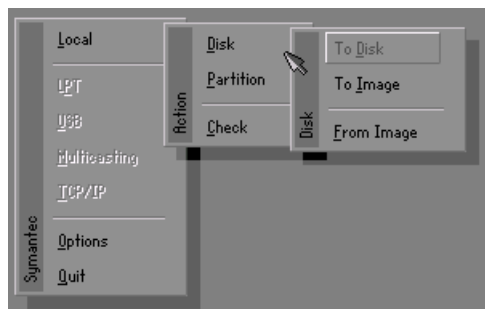 Local
LPT
USB
Multicasting
TCP/IP
Options
Quit
Symantec
Disk
Partition
Check
Action
To Disk
To Image
From Image
Disk